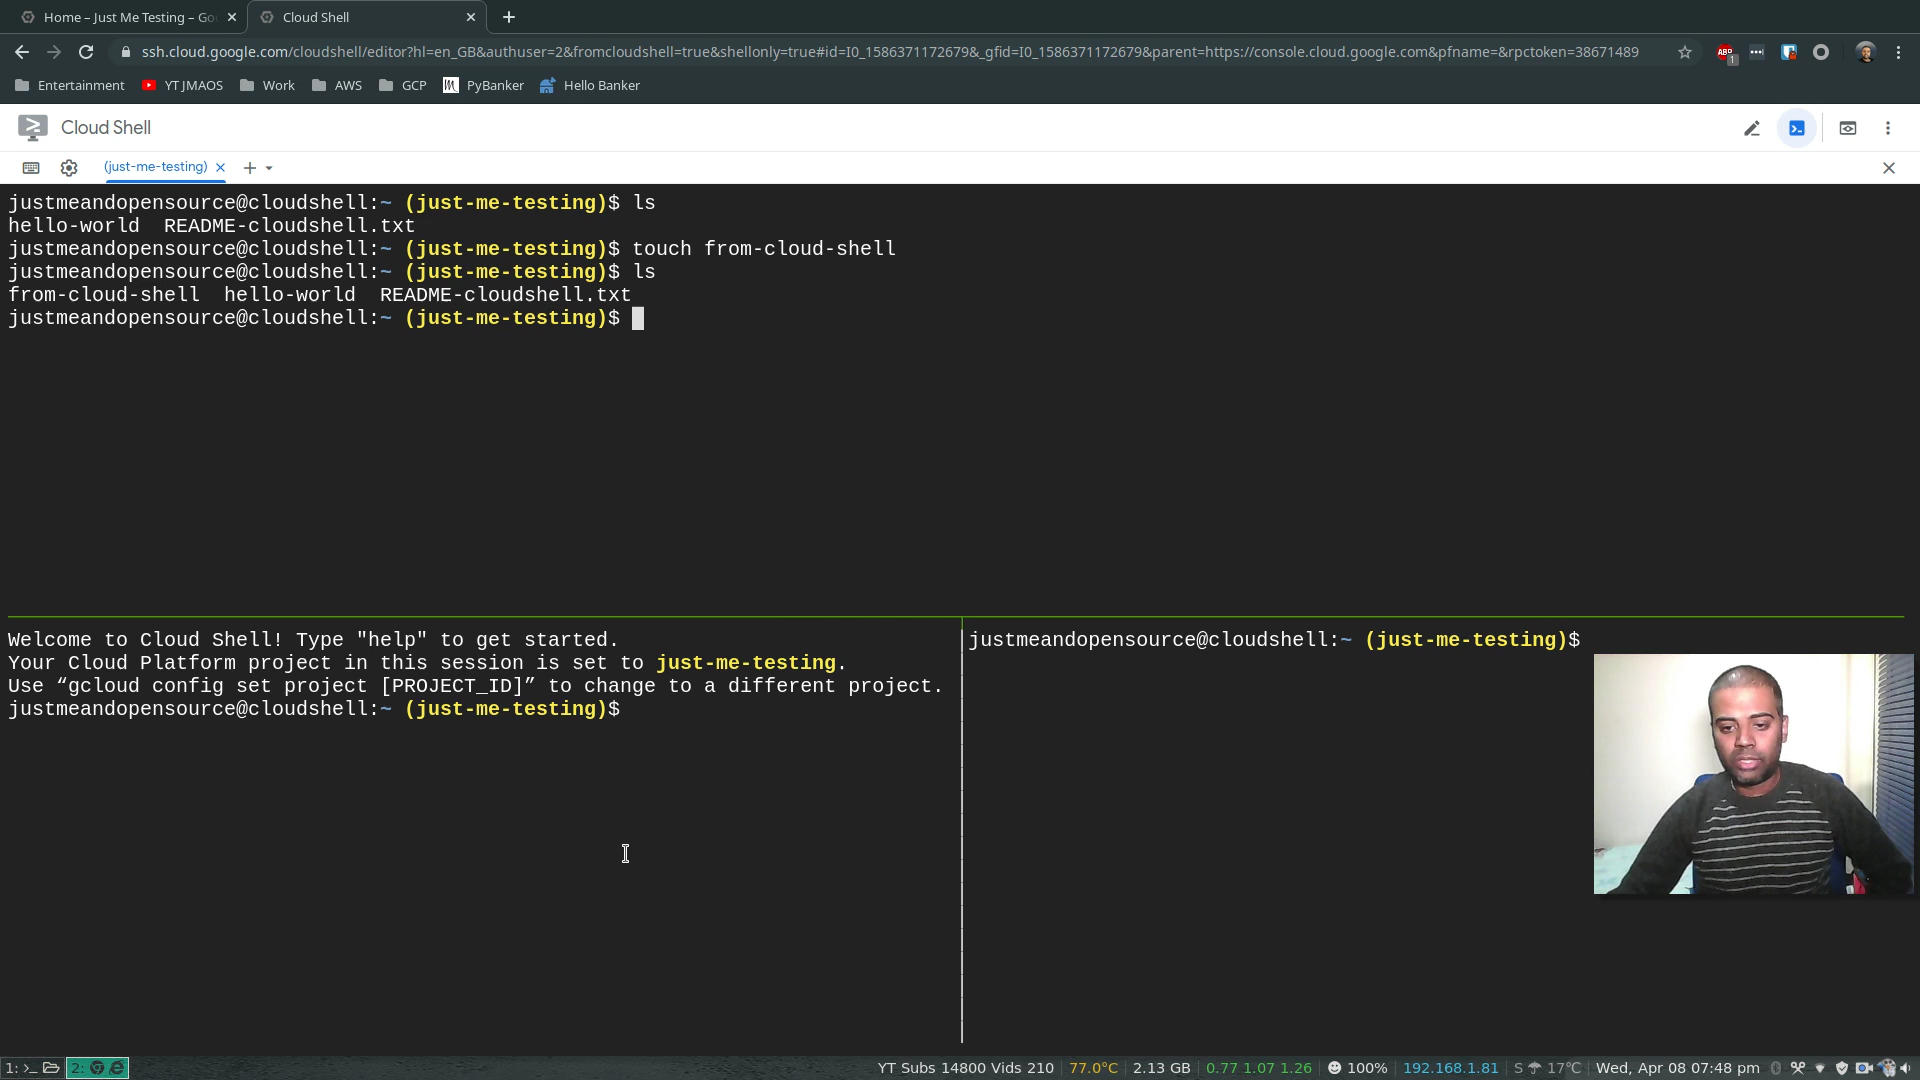 Home – Just Me Testing – Go
Cloud Shell
ssh.cloud.google.com/cloudshell/editor?hl=en_GB&authuser=2&fromcloudshell=true&shellonly=true#id=I0_1586371172679&_gfid=I0_1586371172679&parent=https://console.cloud.google.com&pfname=&rpctoken=38671489
ABP
1
Entertainment
YT JMAOS
Work
AWS
GCP
PyBanker
Hello Banker
Cloud Shell
(just-me-testing)
justmeandopensource@cloudshell:~ (just-me-testing)$ ls
hello-world  README-cloudshell.txt
justmeandopensource@cloudshell:~ (just-me-testing)$ touch from-cloud-shell
justmeandopensource@cloudshell:~ (just-me-testing)$ ls
from-cloud-shell  hello-world  README-cloudshell.txt
justmeandopensource@cloudshell:~ (just-me-testing)$
Welcome to Cloud Shell! Type "help" to get started.
Your Cloud Platform project in this session is set to just-me-testing.
Use “gcloud config set project [PROJECT_ID]” to change to a different project.
justmeandopensource@cloudshell:~ (just-me-testing)$
justmeandopensource@cloudshell:~ (just-me-testing)$
1: >_
2:
YT Subs 14800 Vids 210
77.0°C
2.13 GB
0.77 1.07 1.26
100%
192.168.1.81
S ☂ 17°C
Wed, Apr 08 07:48 pm